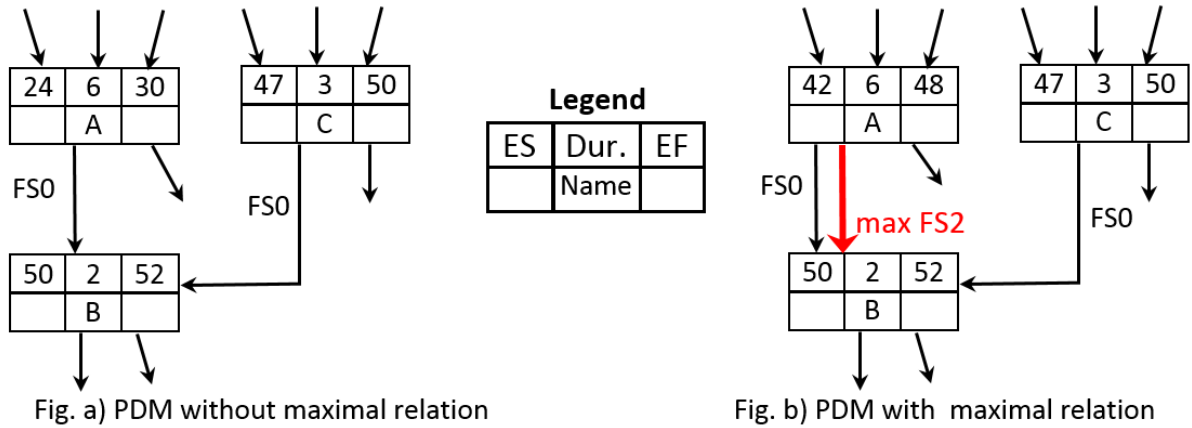 24 6 30
A
47 3 50
C
FS0
FS0
50 2 52
B
Fig. a) PDM without maximal relation
Legend
ES Dur. EF
Name
42 6 48
A
47 3 50
C
FS0
max FS2
FS0
50 2 52
B
Fig. b) PDM with maximal relation